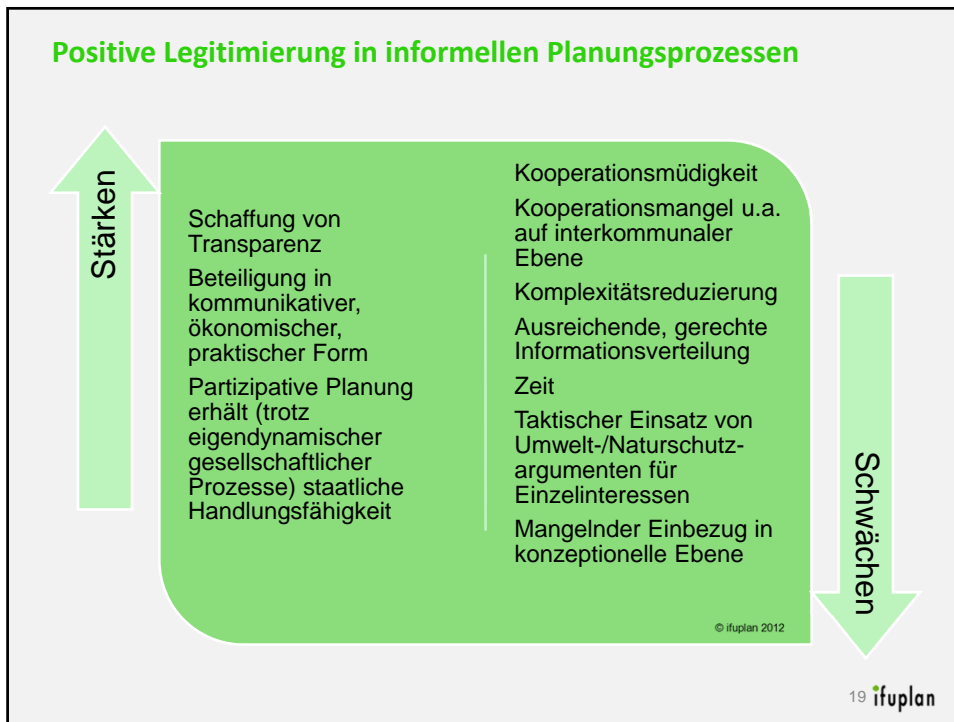 Positive Legitimierung in informellen Planungsprozessen
Stärken
Schaffung von
Transparenz
Beteiligung in
kommunikativer,
ökonomischer,
praktischer Form
Partizipative Planung
erhält (trotz
eigendynamischer
gesellschaftlicher
Prozesse) staatliche
Handlungsfähigkeit
Kooperationsmüdigkeit
Kooperationsmangel u.a.
auf interkommunaler
Ebene
Komplexitätsreduzierung
Ausreichende, gerechte
Informationsverteilung
Zeit
Taktischer Einsatz von
Umwelt-/Naturschutz-
argumenten für
Einzelinteressen
Mangelnder Einbezug in
konzeptionelle Ebene
Schwächen
© ifuplan 2012
19 ifuplan